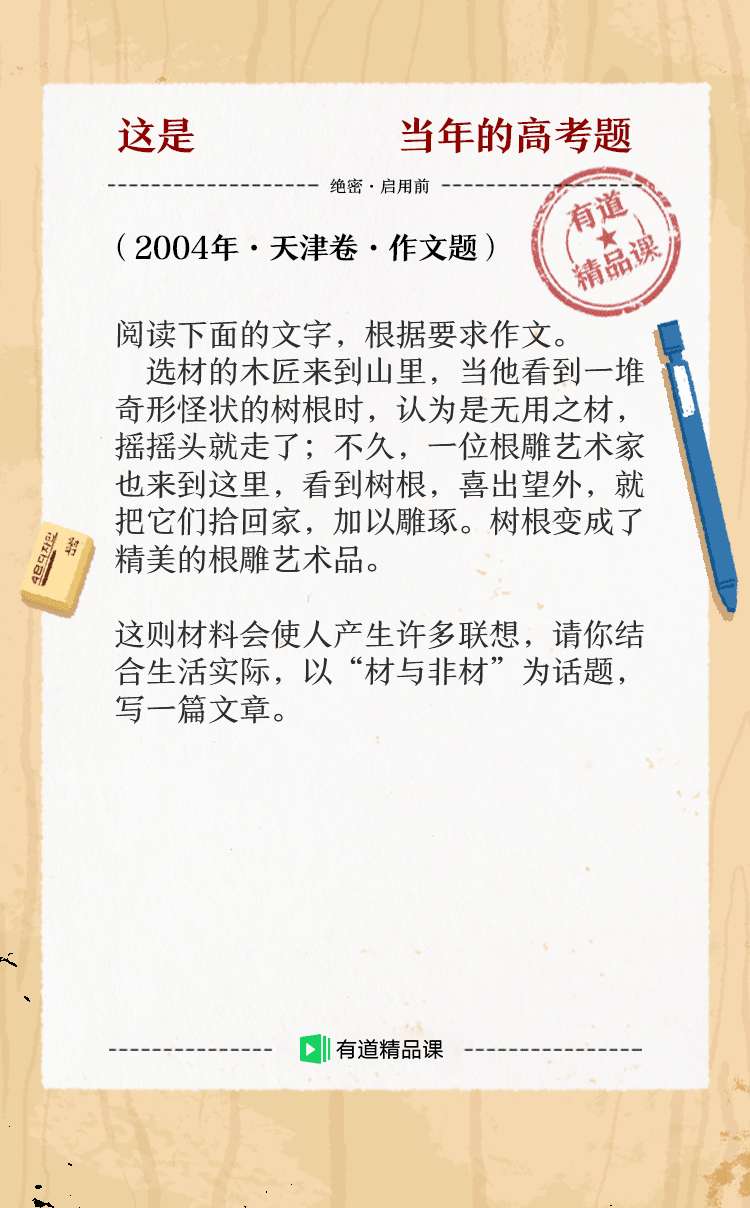 这是 当年的高考题
绝密·启用前
（2004年·天津卷·作文题）
有道
精品课
阅读下面的文字，根据要求作文。
选材的木匠来到山里，当他看到一堆
奇形怪状的树根时，认为是无用之材，
摇摇头就走了；不久，一位根雕艺术家
也来到这里，看到树根，喜出望外，就
把它们拾回家，加以雕琢。树根变成了
精美的根雕艺术品。
这则材料会使人产生许多联想，请你结
合生活实际，以“材与非材”为话题，
写一篇文章。
有道精品课